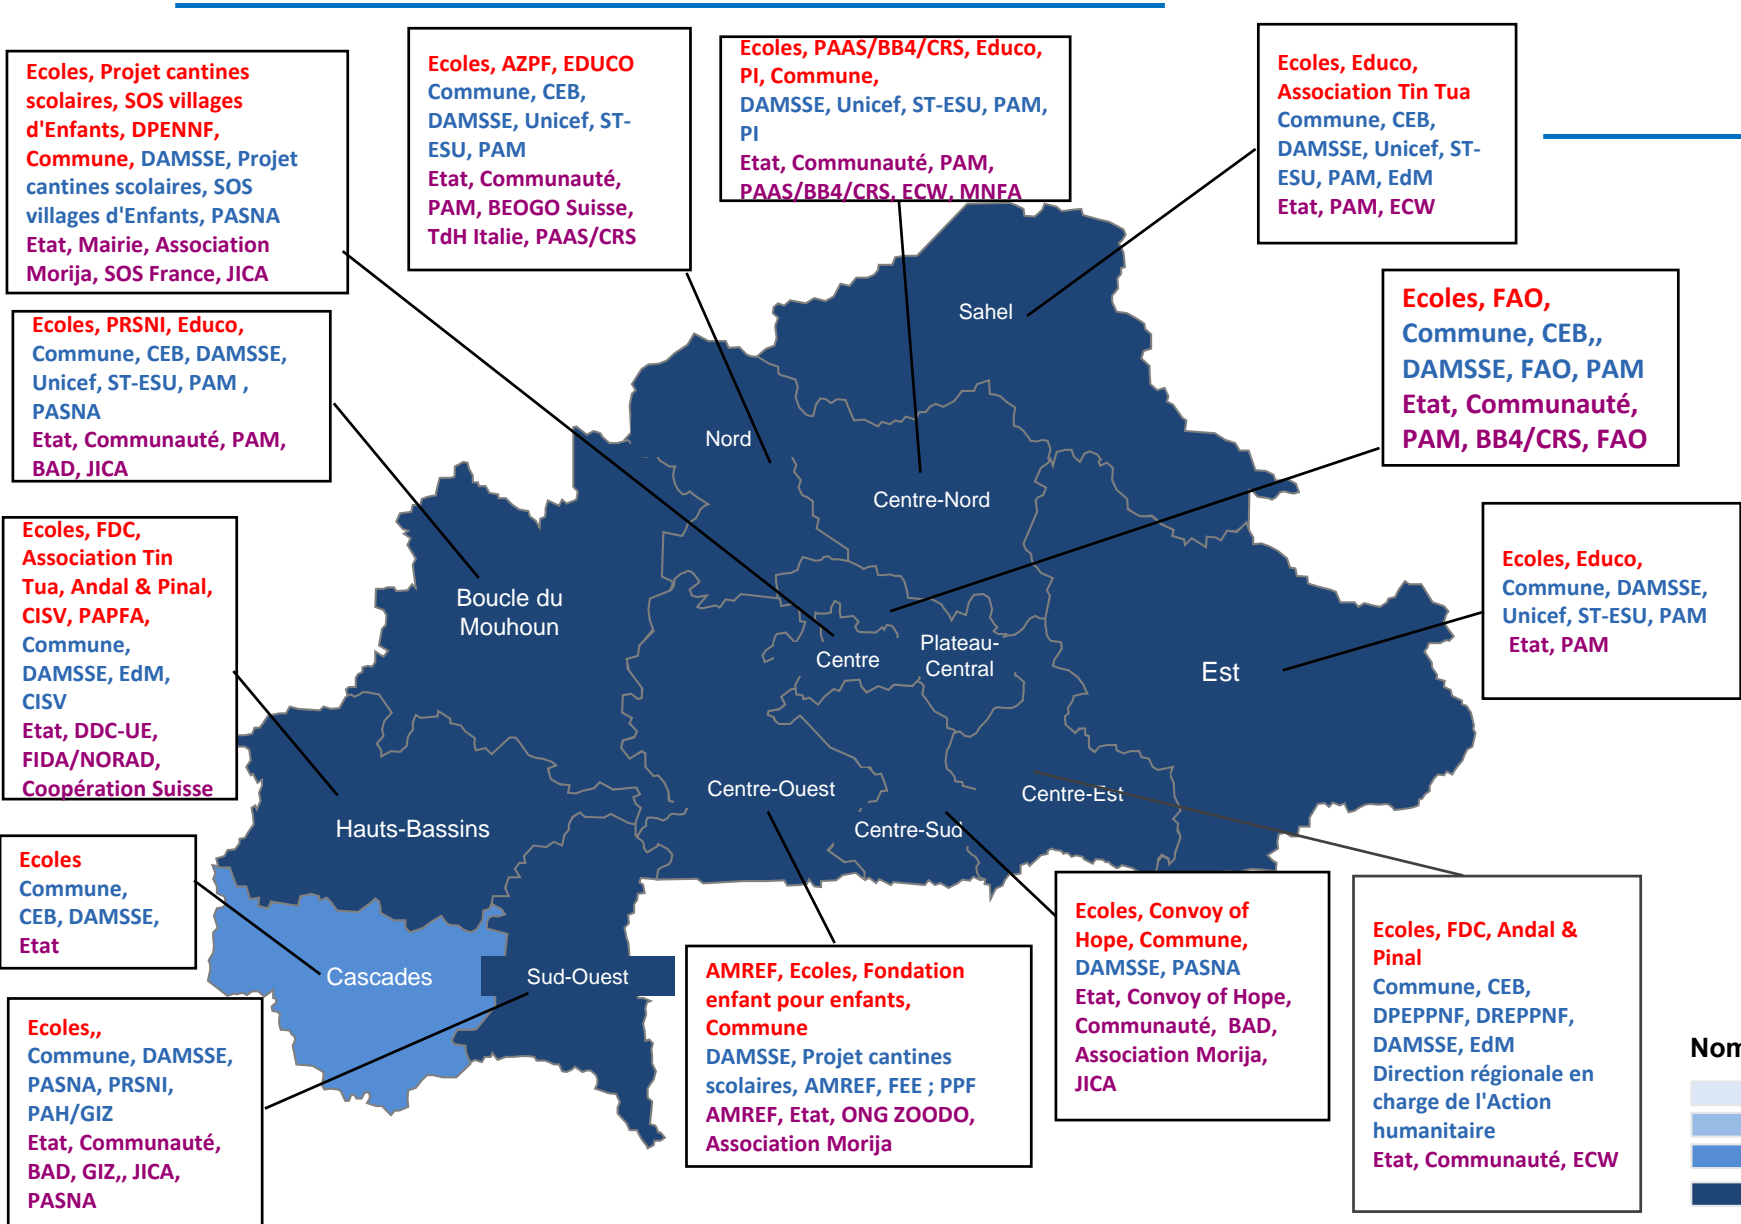 Ecoles, Projet cantines
scolaires, SOS villages
d'Enfants, DPENNF,
Commune, DAMSSE, Projet
cantines scolaires, SOS
villages d'Enfants, PASNA
Etat, Mairie, Association
Morija, SOS France, JICA
Ecoles, AZPF, EDUCO
Commune, CEB,
DAMSSE, Unicef, ST-
ESU, PAM
Etat, Communauté,
PAM, BEOGO Suisse,
TdH Italie, PAAS/CRS
Ecoles, PAAS/BB4/CRS, Educo,
PI, Commune,
DAMSSE, Unicef, ST-ESU, PAM,
PI
Etat, Communauté, PAM,
PAAS/BB4/CRS, ECW, MNFA
Ecoles, Educo,
Association Tin Tua
Commune, CEB,
DAMSSE, Unicef, ST-
ESU, PAM, EdM
Etat, PAM, ECW
Ecoles, PRSNI, Educo,
Commune, CEB, DAMSSE,
Unicef, ST-ESU, PAM ,
PASNA
Etat, Communauté, PAM,
BAD, JICA
Ecoles, FAO,
Commune, CEB,,
DAMSSE, FAO, PAM
Etat, Communauté,
PAM, BB4/CRS, FAO
Sahel
Nord
Centre-Nord
Boucle du
Mouhoun
Centre
Plateau-
Central
Est
Ecoles, FDC,
Association Tin
Tua, Andal & Pinal,
CISV, PAPFA,
Commune,
DAMSSE, EdM,
CISV
Etat, DDC-UE,
FIDA/NORAD,
Coopération Suisse
Ecoles, Educo,
Commune, DAMSSE,
Unicef, ST-ESU, PAM
Etat, PAM
Centre-Ouest
Centre-Est
Hauts-Bassins
Centre-Sud
Cascades
Sud-Ouest
Ecoles
Commune,
CEB, DAMSSE,
Etat
Ecoles,,
Commune, DAMSSE,
PASNA, PRSNI,
PAH/GIZ
Etat, Communauté,
BAD, GIZ,, JICA,
PASNA
AMREF, Ecoles, Fondation
enfant pour enfants,
Commune
DAMSSE, Projet cantines
scolaires, AMREF, FEE ; PPF
AMREF, Etat, ONG ZOODO,
Association Morija
Ecoles, Convoy of
Hope, Commune,
DAMSSE, PASNA
Etat, Convoy of Hope,
Communauté, BAD,
Association Morija,
JICA
Ecoles, FDC, Andal &
Pinal
Commune, CEB,
DPEPPNF, DREPPNF,
DAMSSE, EdM
Direction régionale en
charge de l'Action
humanitaire
Etat, Communauté, ECW
Nom